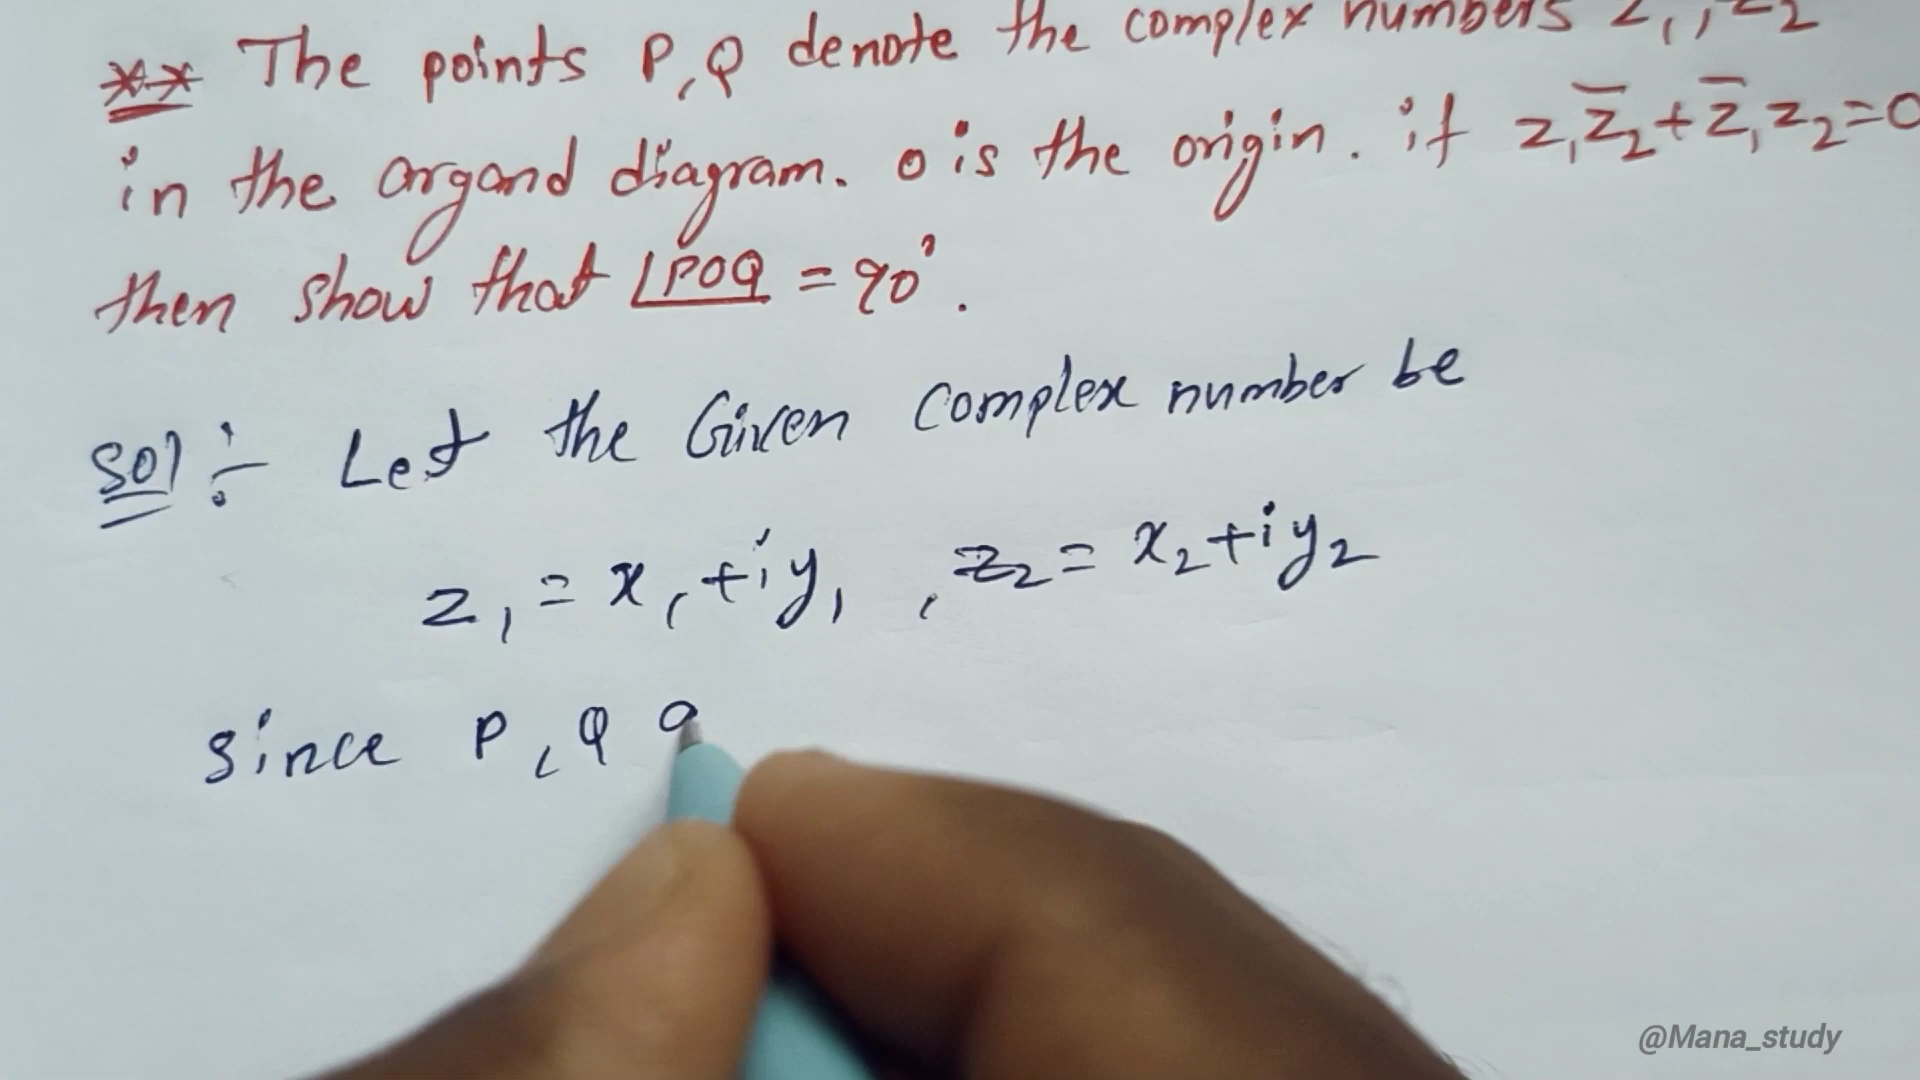 ** The points P,Q denote the complex numbers z₁, z₂
in the argand diagram. o is the origin. if z₁z̅₂+z̅₁z₂=0
then show that ∠POQ = 90°.
Sol :- Let the Given complex number be
z₁ = x₁+iy₁, z₂ = x₂+iy₂
since P, Q a
@Mana_study